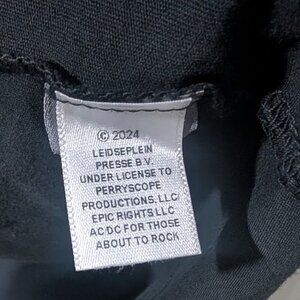 © 2024
LEIDSEPLEIN
PRESSE B.V.
UNDER LICENSE TO
PERRYSCOPE
PRODUCTIONS, LLC/
EPIC RIGHTS LLC
AC DC FOR THOSE
ABOUT TO ROCK